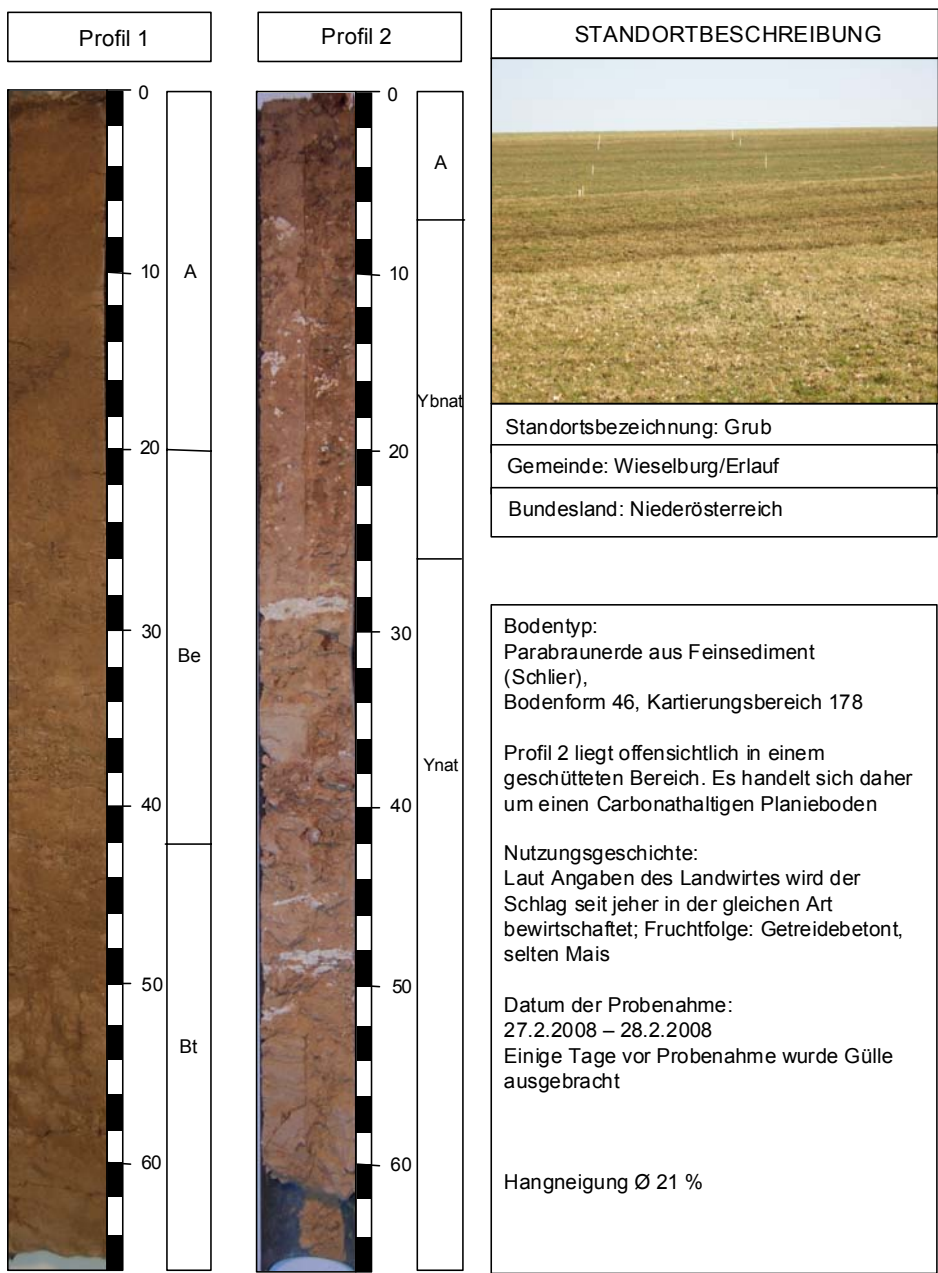 Profil 1
Profil 2
STANDORTBESCHREIBUNG
0
10
20
30
40
50
60
A
Be
Bt
0
10
20
30
40
50
60
A
Ybnat
Ynat
Standortsbezeichnung: Grub
Gemeinde: Wieselburg/Erlauf
Bundesland: Niederösterreich
Bodentyp:
Parabraunerde aus Feinsediment
(Schlier),
Bodenform 46, Kartierungsbereich 178
Profil 2 liegt offensichtlich in einem
geschütteten Bereich. Es handelt sich daher
um einen Carbonathaltigen Planieboden
Nutzungsgeschichte:
Laut Angaben des Landwirtes wird der
Schlag seit jeher in der gleichen Art
bewirtschaftet; Fruchtfolge: Getreidebetont,
selten Mais
Datum der Probenahme:
27.2.2008 – 28.2.2008
Einige Tage vor Probenahme wurde Gülle
ausgebracht
Hangneigung Ø 21 %